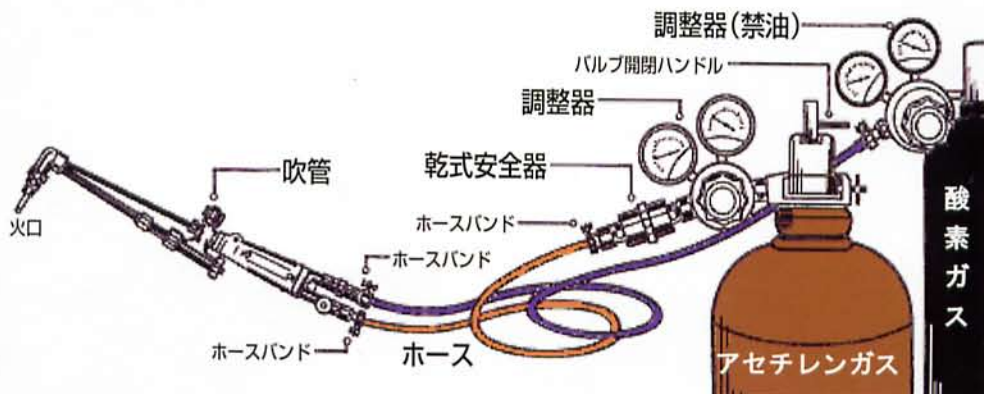 調整器(禁油)
バルブ開閉ハンドル
調整器
吹管
乾式安全器
火口
ホースバンド
ホースバンド
ホースバンド
ホース
アセチレンガス
酸素ガス